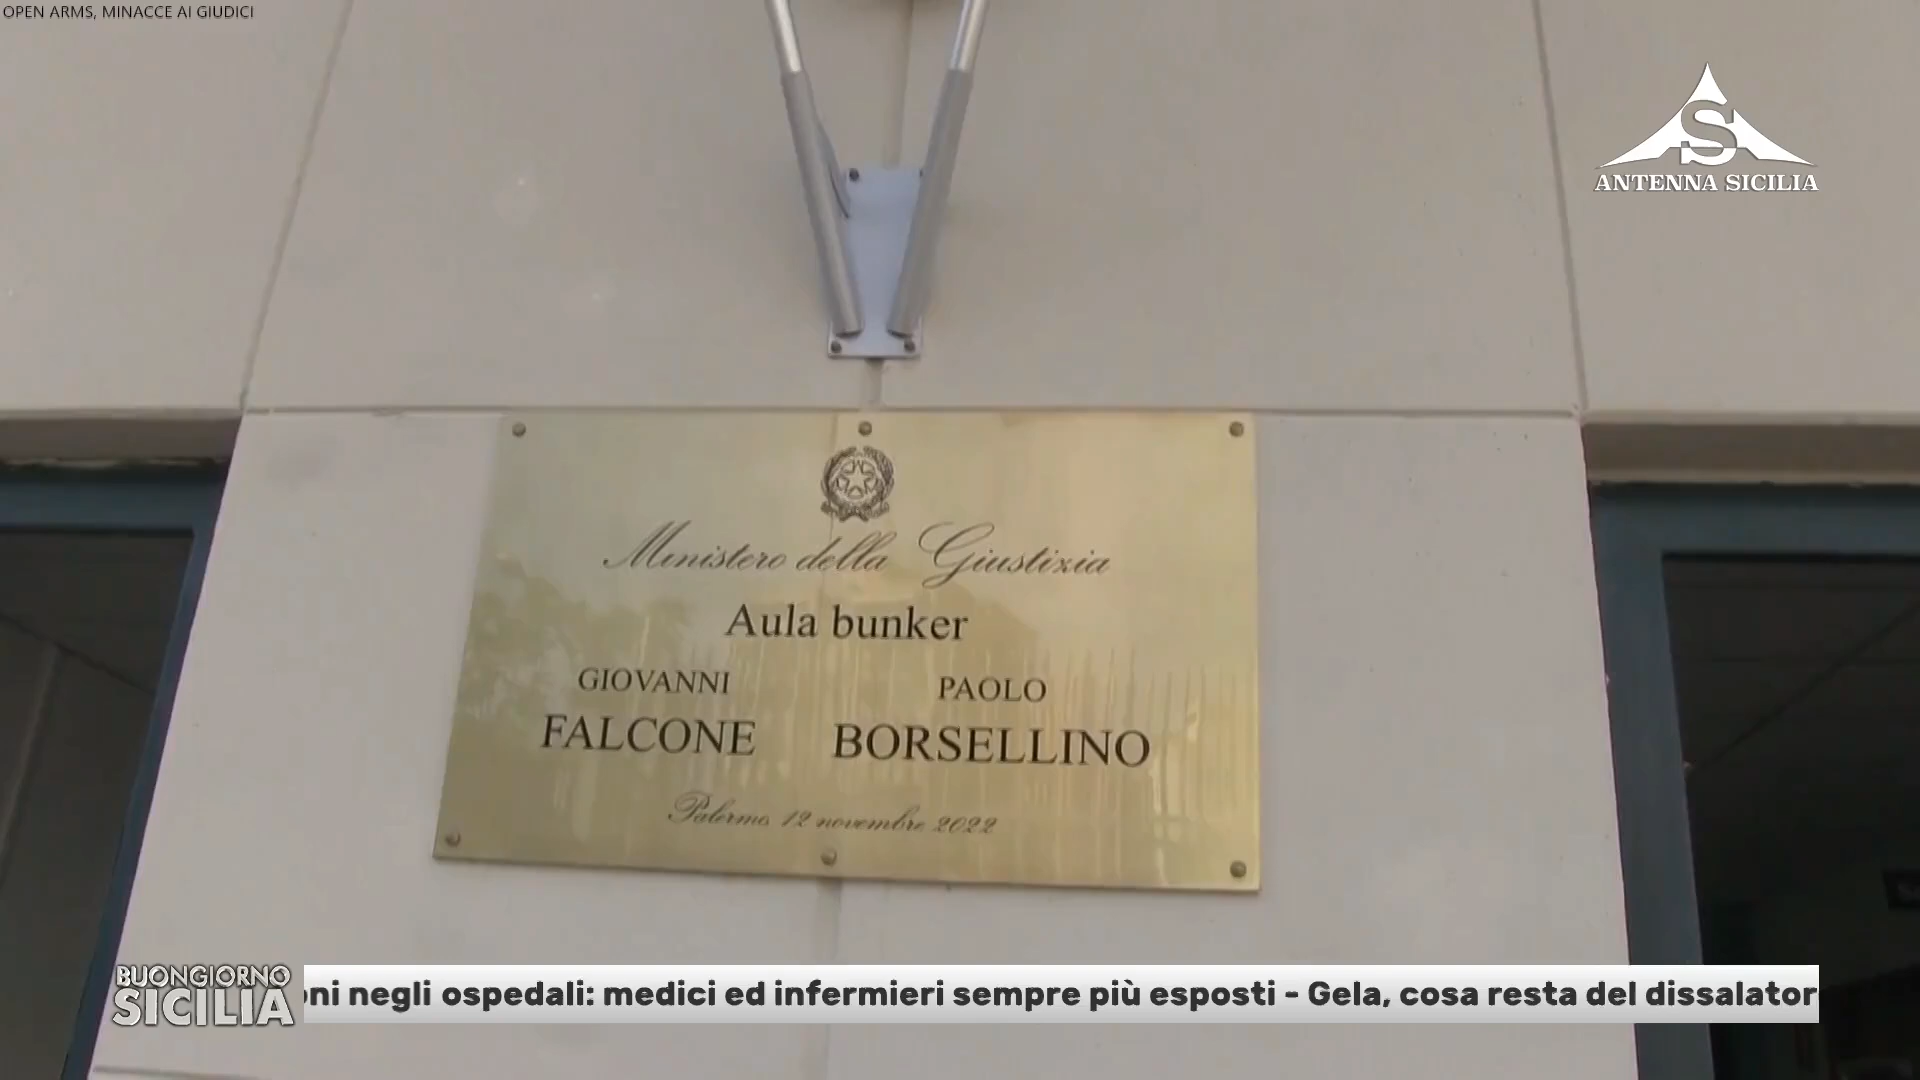 OPEN ARMS, MINACCE AI GIUDICI
S
ANTENNA SICILIA
Ministero della Giustizia
Aula bunker
GIOVANNI PAOLO
FALCONE BORSELLINO
Palermo, 12 novembre 2022
BUONGIORNO
SICILIA
oni negli ospedali: medici ed infermieri sempre più esposti - Gela, cosa resta del dissalator